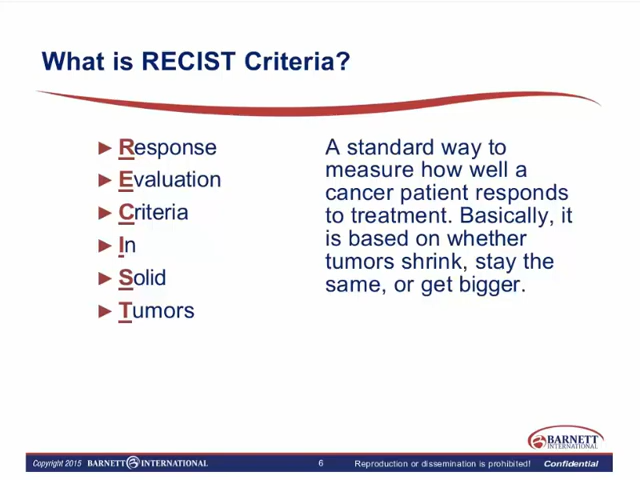 What is RECIST Criteria?
► Response
► Evaluation
► Criteria
► In
► Solid
► Tumors
A standard way to
measure how well a
cancer patient responds
to treatment. Basically, it
is based on whether
tumors shrink, stay the
same, or get bigger.
BARNETT
INTERNATIONAL
Copyright 2015 BARNETT INTERNATIONAL
6
Reproduction or dissemination is prohibited! Confidential